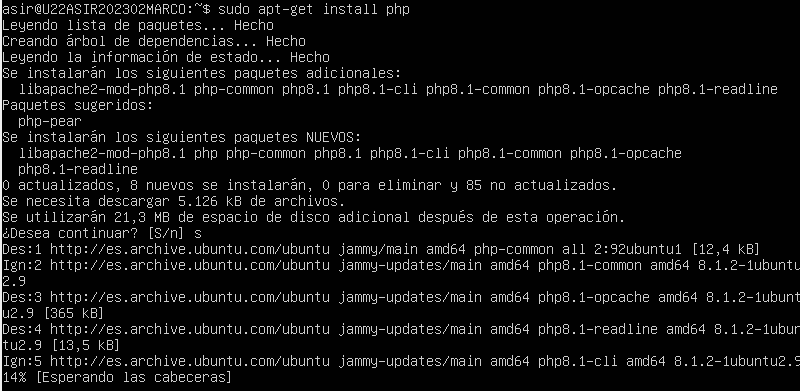 asir@U22ASIR202302MARCO:~$ sudo apt-get install php
Leyendo lista de paquetes... Hecho
Creando árbol de dependencias... Hecho
Leyendo la información de estado... Hecho
Se instalarán los siguientes paquetes adicionales:
  libapache2-mod-php8.1 php-common php8.1 php8.1-cli php8.1-common php8.1-opcache php8.1-readline
Paquetes sugeridos:
  php-pear
Se instalarán los siguientes paquetes NUEVOS:
  libapache2-mod-php8.1 php php-common php8.1 php8.1-cli php8.1-common php8.1-opcache
  php8.1-readline
0 actualizados, 8 nuevos se instalarán, 0 para eliminar y 85 no actualizados.
Se necesita descargar 5.126 kB de archivos.
Se utilizarán 21,3 MB de espacio de disco adicional después de esta operación.
¿Desea continuar? [S/n] s
Des:1 http://es.archive.ubuntu.com/ubuntu jammy/main amd64 php-common all 2:92ubuntu1 [12,4 kB]
Ign:2 http://es.archive.ubuntu.com/ubuntu jammy-updates/main amd64 php8.1-common amd64 8.1.2-1ubuntu
2.9
Des:3 http://es.archive.ubuntu.com/ubuntu jammy-updates/main amd64 php8.1-opcache amd64 8.1.2-1ubunt
u2.9 [365 kB]
Des:4 http://es.archive.ubuntu.com/ubuntu jammy-updates/main amd64 php8.1-readline amd64 8.1.2-1ubun
tu2.9 [13,5 kB]
Ign:5 http://es.archive.ubuntu.com/ubuntu jammy-updates/main amd64 php8.1-cli amd64 8.1.2-1ubuntu2.9
14% [Esperando las cabeceras]